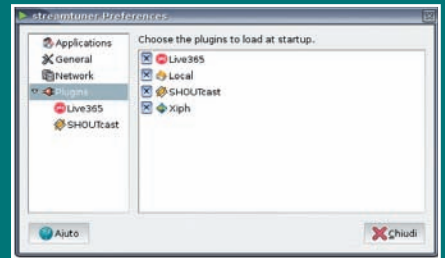 streamtuner Preferences
Applications
General
Network
Plugins
Live365
SHOUTcast
Choose the plugins to load at startup.
Live365
Local
SHOUTcast
Xiph
Aiuto
Chiudi